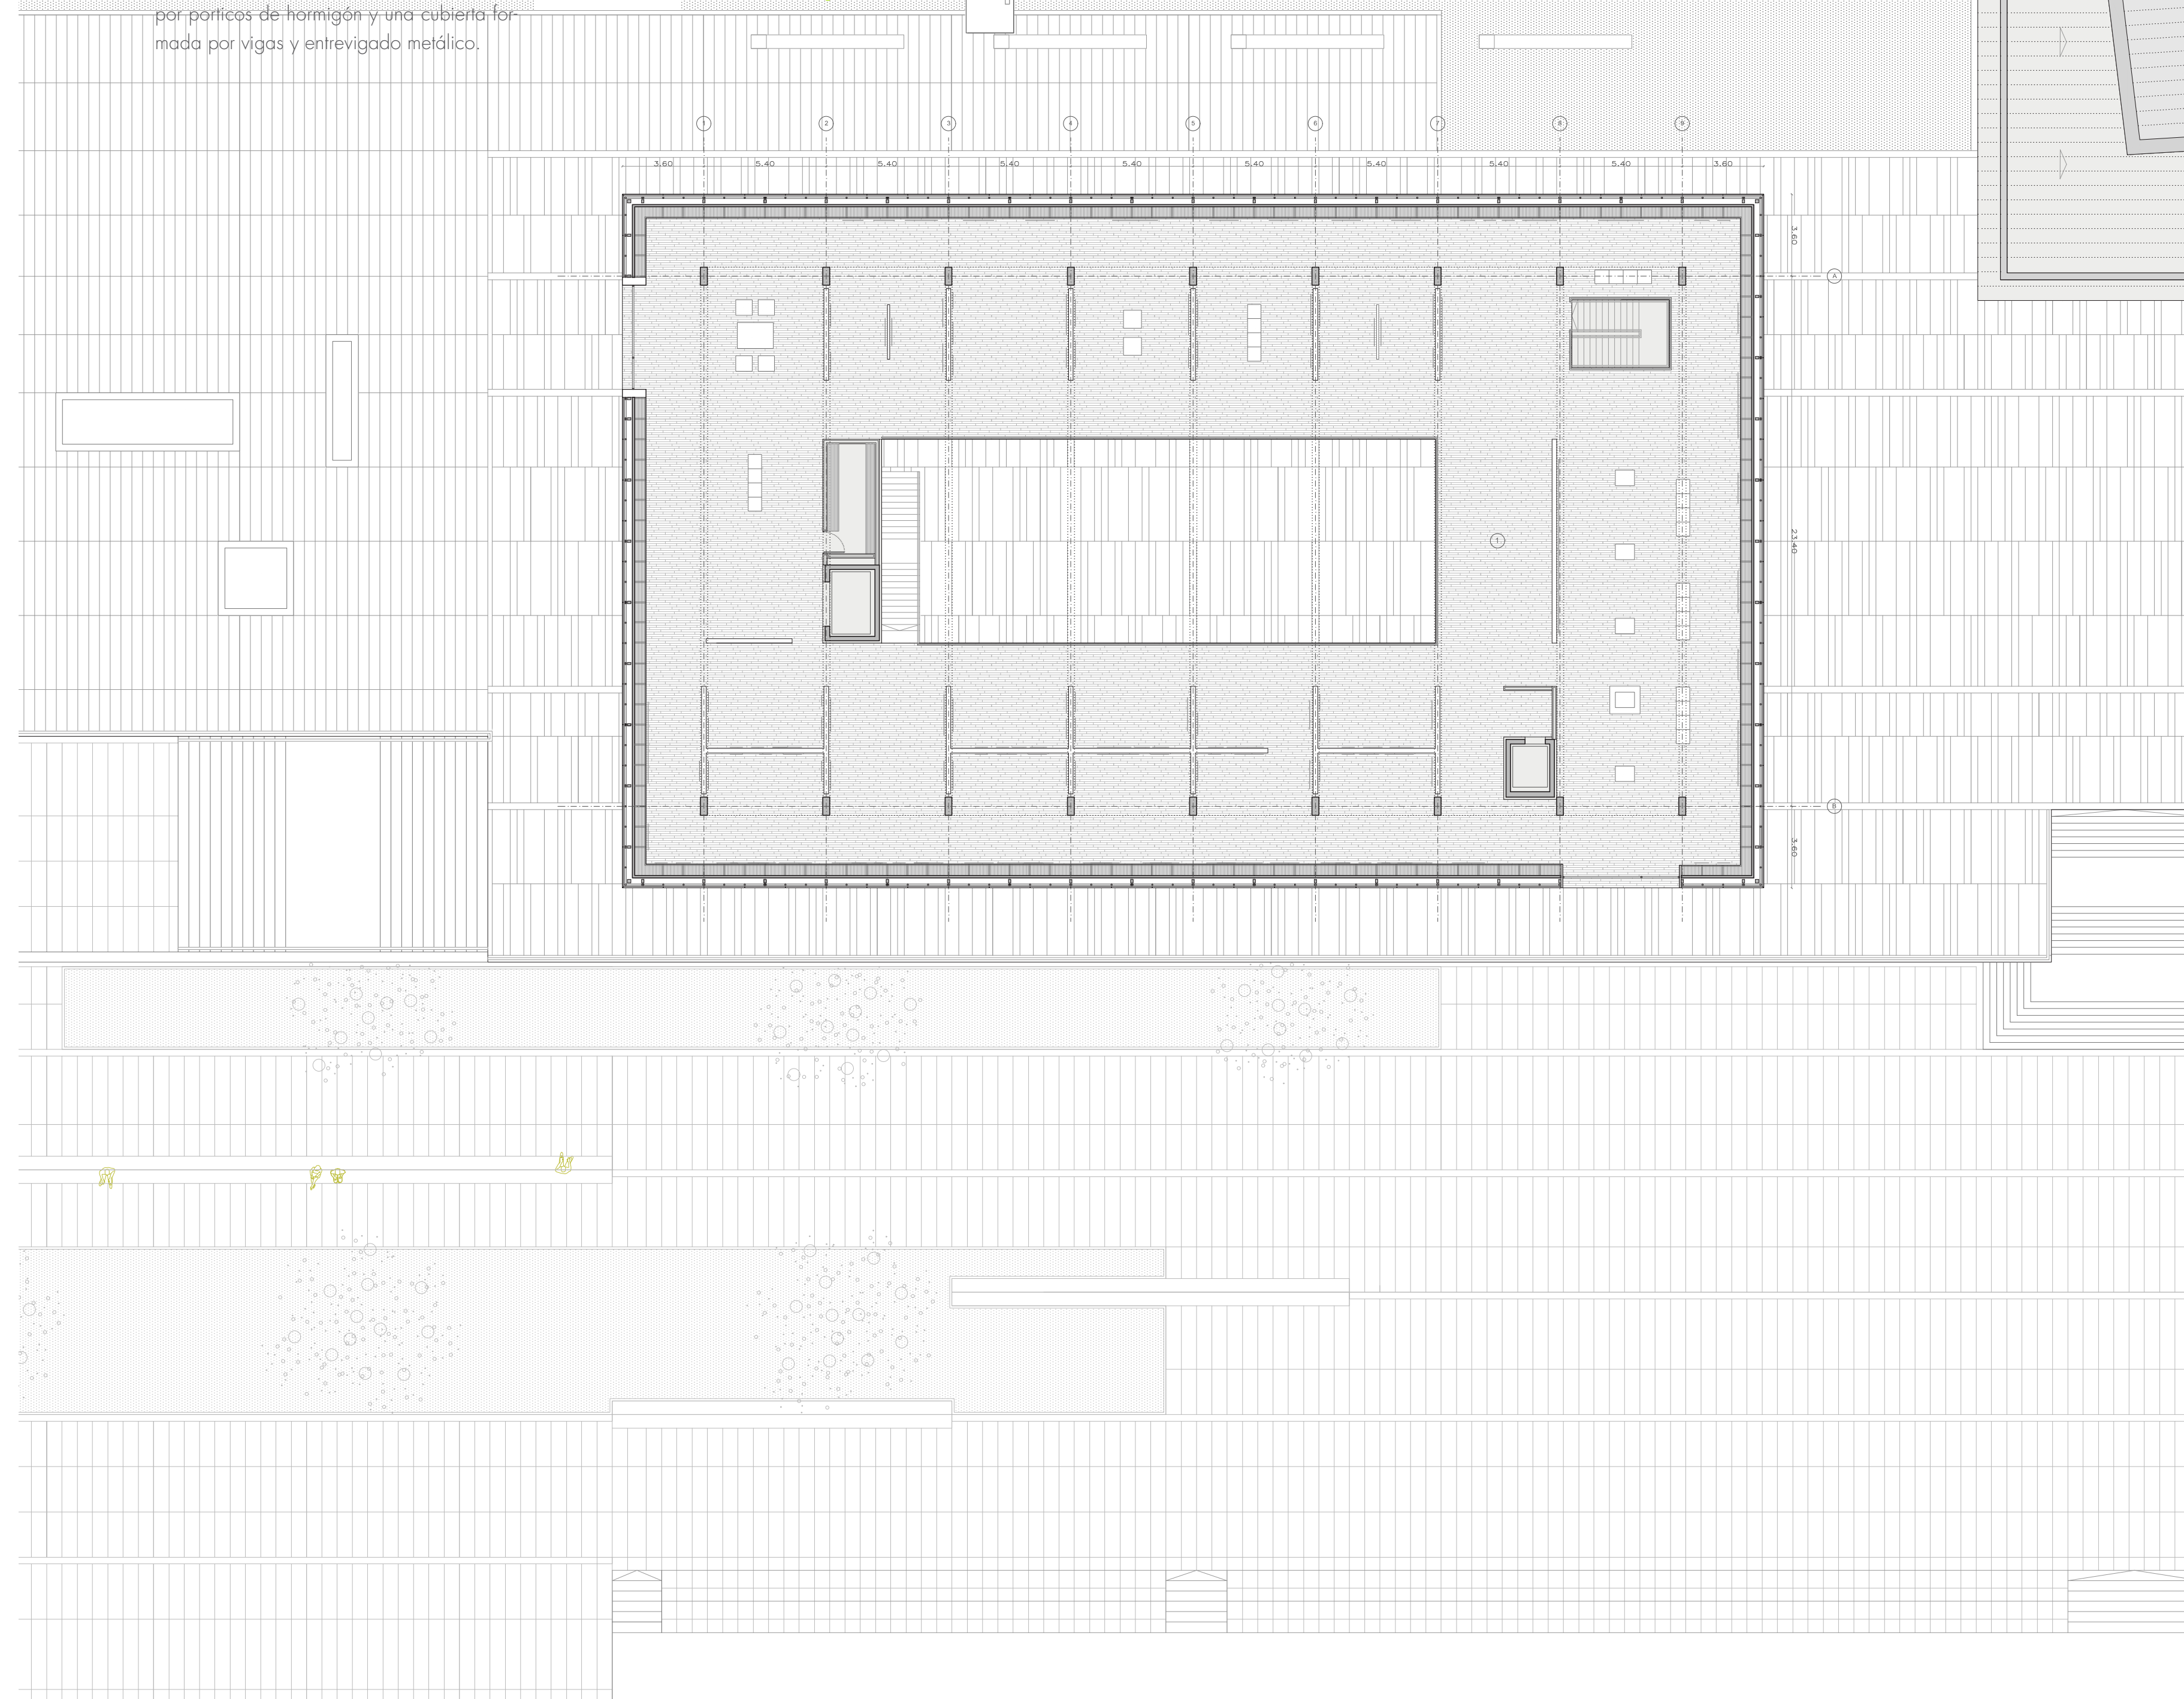 por porticos de hormigón y una cubierta for-
mada por vigas y entrevigado metálico.
1 2 3 4 5 6 7 8 9
3.60 5.40 5.40 5.40 5.40 5.40 5.40 5.40 5.40 3.60
3.60
A
23.40
1
B
3.60